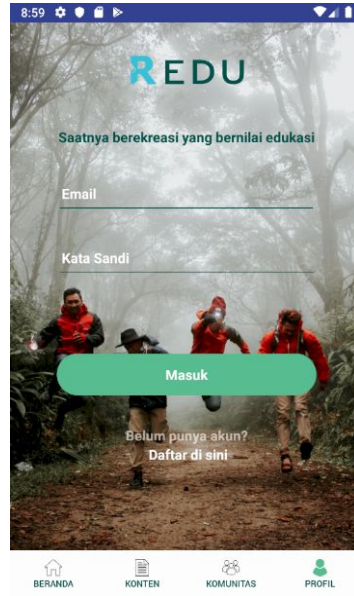 8:59
REDU
Saatnya berekreasi yang bernilai edukasi
Email
Kata Sandi
Masuk
Belum punya akun?
Daftar di sini
BERANDA KONTEN KOMUNITAS PROFIL